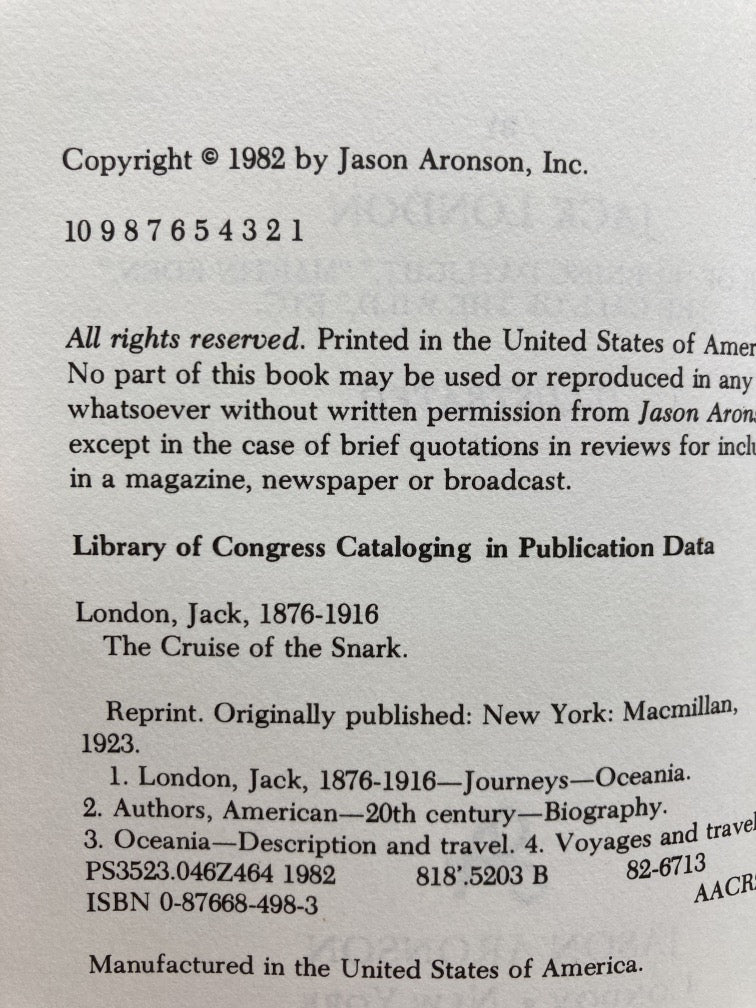 Copyright © 1982 by Jason Aronson, Inc.
10 9 8 7 6 5 4 3 2 1
All rights reserved. Printed in the United States of Amer
No part of this book may be used or reproduced in any
whatsoever without written permission from Jason Arons
except in the case of brief quotations in reviews for inclu
in a magazine, newspaper or broadcast.
Library of Congress Cataloging in Publication Data
London, Jack, 1876-1916
The Cruise of the Snark.
Reprint. Originally published: New York: Macmillan,
1923.
1. London, Jack, 1876-1916—Journeys—Oceania.
2. Authors, American—20th century—Biography.
3. Oceania—Description and travel. 4. Voyages and travel
PS3523.046Z464 1982 818'.5203 B 82-6713
ISBN 0-87668-498-3 AACR
Manufactured in the United States of America.